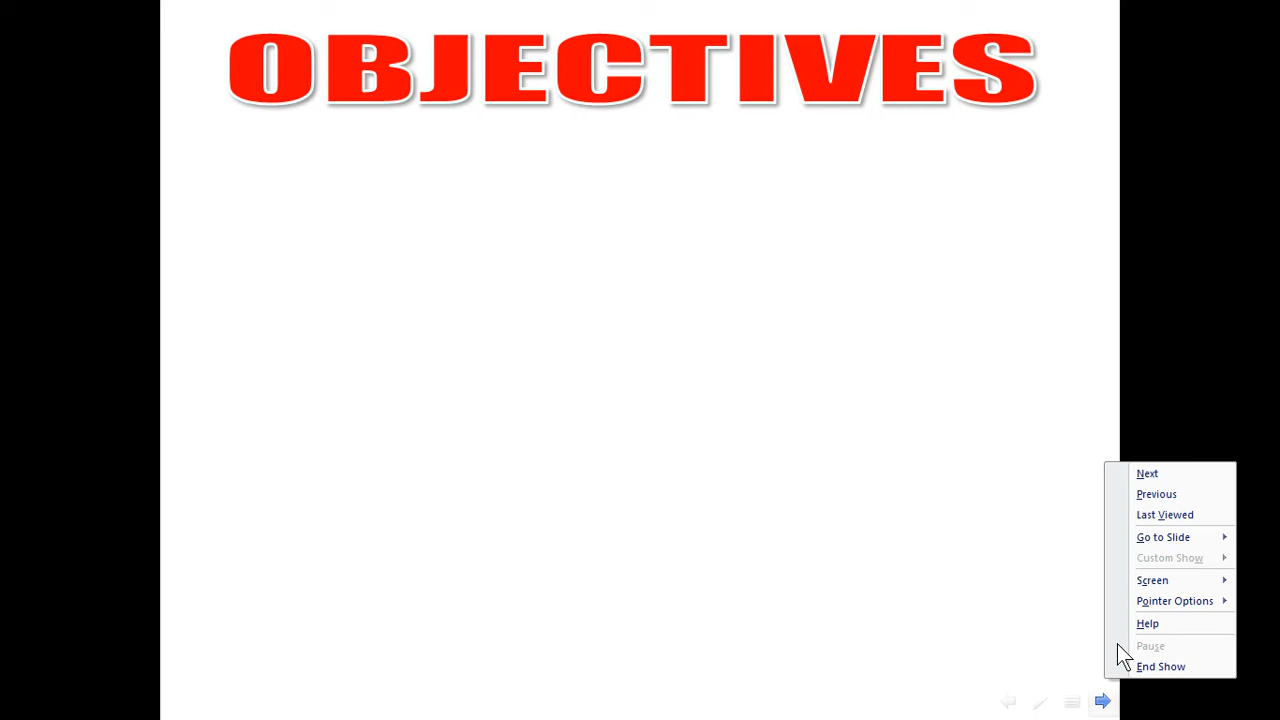 OBJECTIVES
Next
Previous
Last Viewed
Go to Slide
Custom Show
Screen
Pointer Options
Help
Pause
End Show